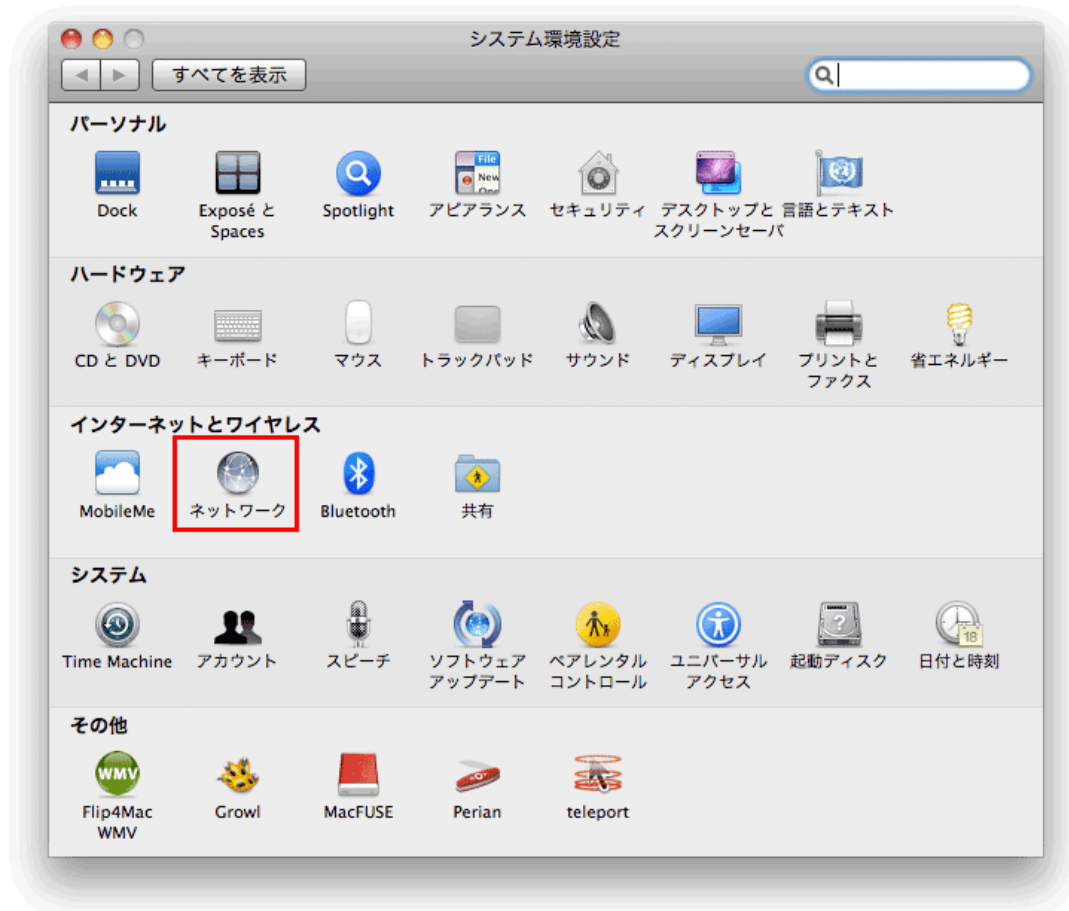 システム環境設定
すべてを表示
パーソナル
Dock
Exposé と
Spaces
Spotlight
File
New
アピアランス
セキュリティ
デスクトップと
スクリーンセーバ
言語とテキスト
ハードウェア
CD と DVD
キーボード
マウス
トラックパッド
サウンド
ディスプレイ
プリントと
ファクス
省エネルギー
インターネットとワイヤレス
MobileMe
ネットワーク
Bluetooth
共有
システム
Time Machine
アカウント
スピーチ
ソフトウェア
アップデート
ペアレンタル
コントロール
ユニバーサル
アクセス
?
起動ディスク
18
日付と時刻
その他
WMV
Flip4Mac
WMV
Growl
MacFUSE
Perian
teleport